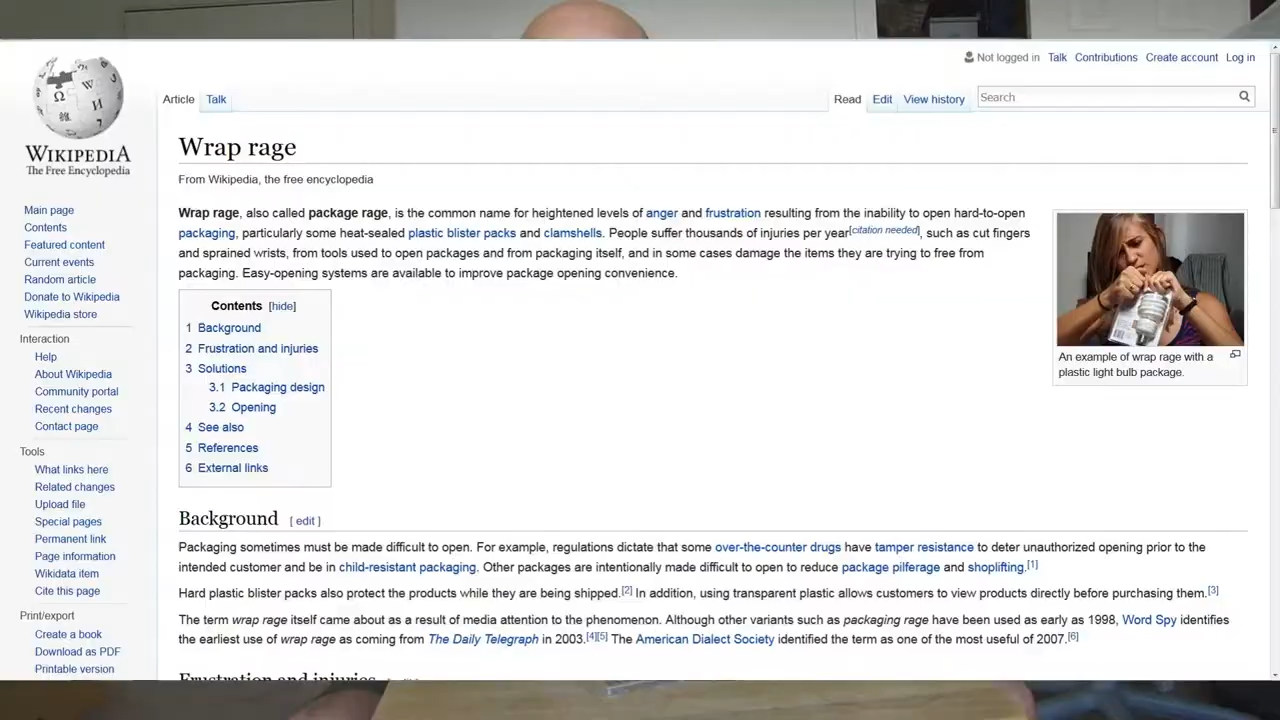 Not logged in Talk Contributions Create account Log in
Article Talk Read Edit View history Search
WIKIPEDIA
The Free Encyclopedia
Main page
Contents
Featured content
Current events
Random article
Donate to Wikipedia
Wikipedia store
Interaction
Help
About Wikipedia
Community portal
Recent changes
Contact page
Tools
What links here
Related changes
Upload file
Special pages
Permanent link
Page information
Wikidata item
Cite this page
Print/export
Create a book
Download as PDF
Printable version
Wrap rage
From Wikipedia, the free encyclopedia
Wrap rage, also called package rage, is the common name for heightened levels of anger and frustration resulting from the inability to open hard-to-open
packaging, particularly some heat-sealed plastic blister packs and clamshells. People suffer thousands of injuries per year[citation needed], such as cut fingers
and sprained wrists, from tools used to open packages and from packaging itself, and in some cases damage the items they are trying to free from
packaging. Easy-opening systems are available to improve package opening convenience.
An example of wrap rage with a
plastic light bulb package.
Contents [hide]
1 Background
2 Frustration and injuries
3 Solutions
3.1 Packaging design
3.2 Opening
4 See also
5 References
6 External links
Background [ edit ]
Packaging sometimes must be made difficult to open. For example, regulations dictate that some over-the-counter drugs have tamper resistance to deter unauthorized opening prior to the
intended customer and be in child-resistant packaging. Other packages are intentionally made difficult to open to reduce package pilferage and shoplifting.[1]
Hard plastic blister packs also protect the products while they are being shipped.[2] In addition, using transparent plastic allows customers to view products directly before purchasing them.[3]
The term wrap rage itself came about as a result of media attention to the phenomenon. Although other variants such as packaging rage have been used as early as 1998, Word Spy identifies
the earliest use of wrap rage as coming from The Daily Telegraph in 2003.[4][5] The American Dialect Society identified the term as one of the most useful of 2007.[6]
Frustration and injuries